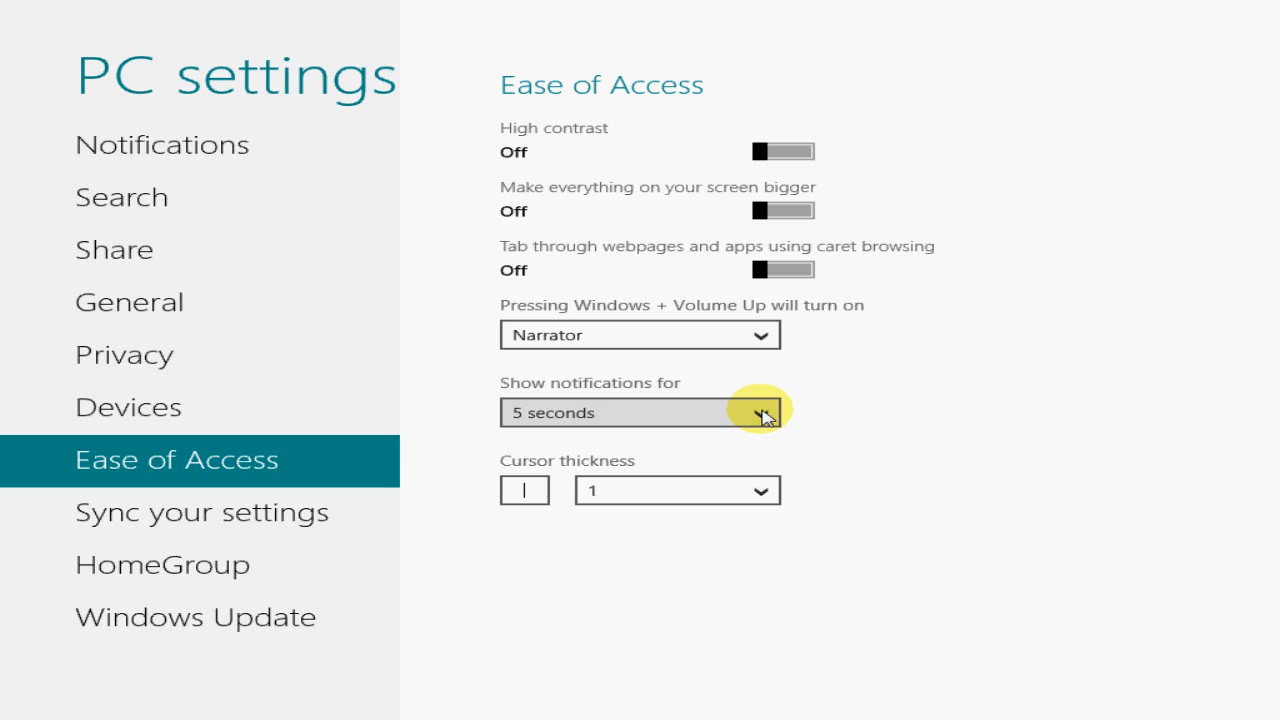 PC settings
Notifications
Search
Share
General
Privacy
Devices
Ease of Access
Sync your settings
HomeGroup
Windows Update
Ease of Access
High contrast
Off
Make everything on your screen bigger
Off
Tab through webpages and apps using caret browsing
Off
Pressing Windows + Volume Up will turn on
Narrator
Show notifications for
5 seconds
Cursor thickness
1